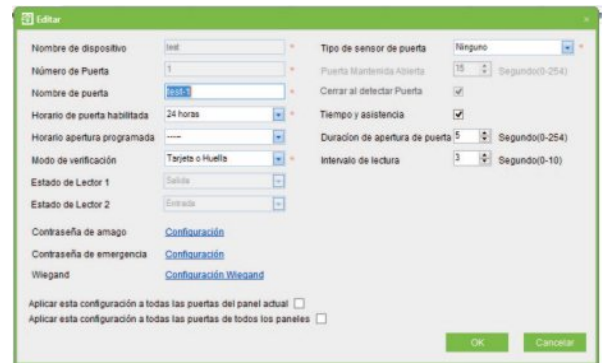 Editar
Nombre de dispositivo test * Tipo de sensor de puerta Ninguno *
Número de Puerta 1 * Puerta Mantenida Abierta 15 Segundo(0-254)
Nombre de puerta test-1 * Cerrar al detectar Puerta
Horario de puerta habilitada 24 horas * Tiempo y asistencia
Horario apertura programada ----- Duracion de apertura de puerta 5 Segundo(0-254)
Modo de verificación Tarjeta o Huella * Intervalo de lectura 3 Segundo(0-10)
Estado de Lector 1 Salida
Estado de Lector 2 Entrada
Contraseña de amago Configuración
Contraseña de emergencia Configuración
Wiegand Configuración Wiegand
Aplicar esta configuración a todas las puertas del panel actual
Aplicar esta configuración a todas las puertas de todos los paneles
OK Cancelar